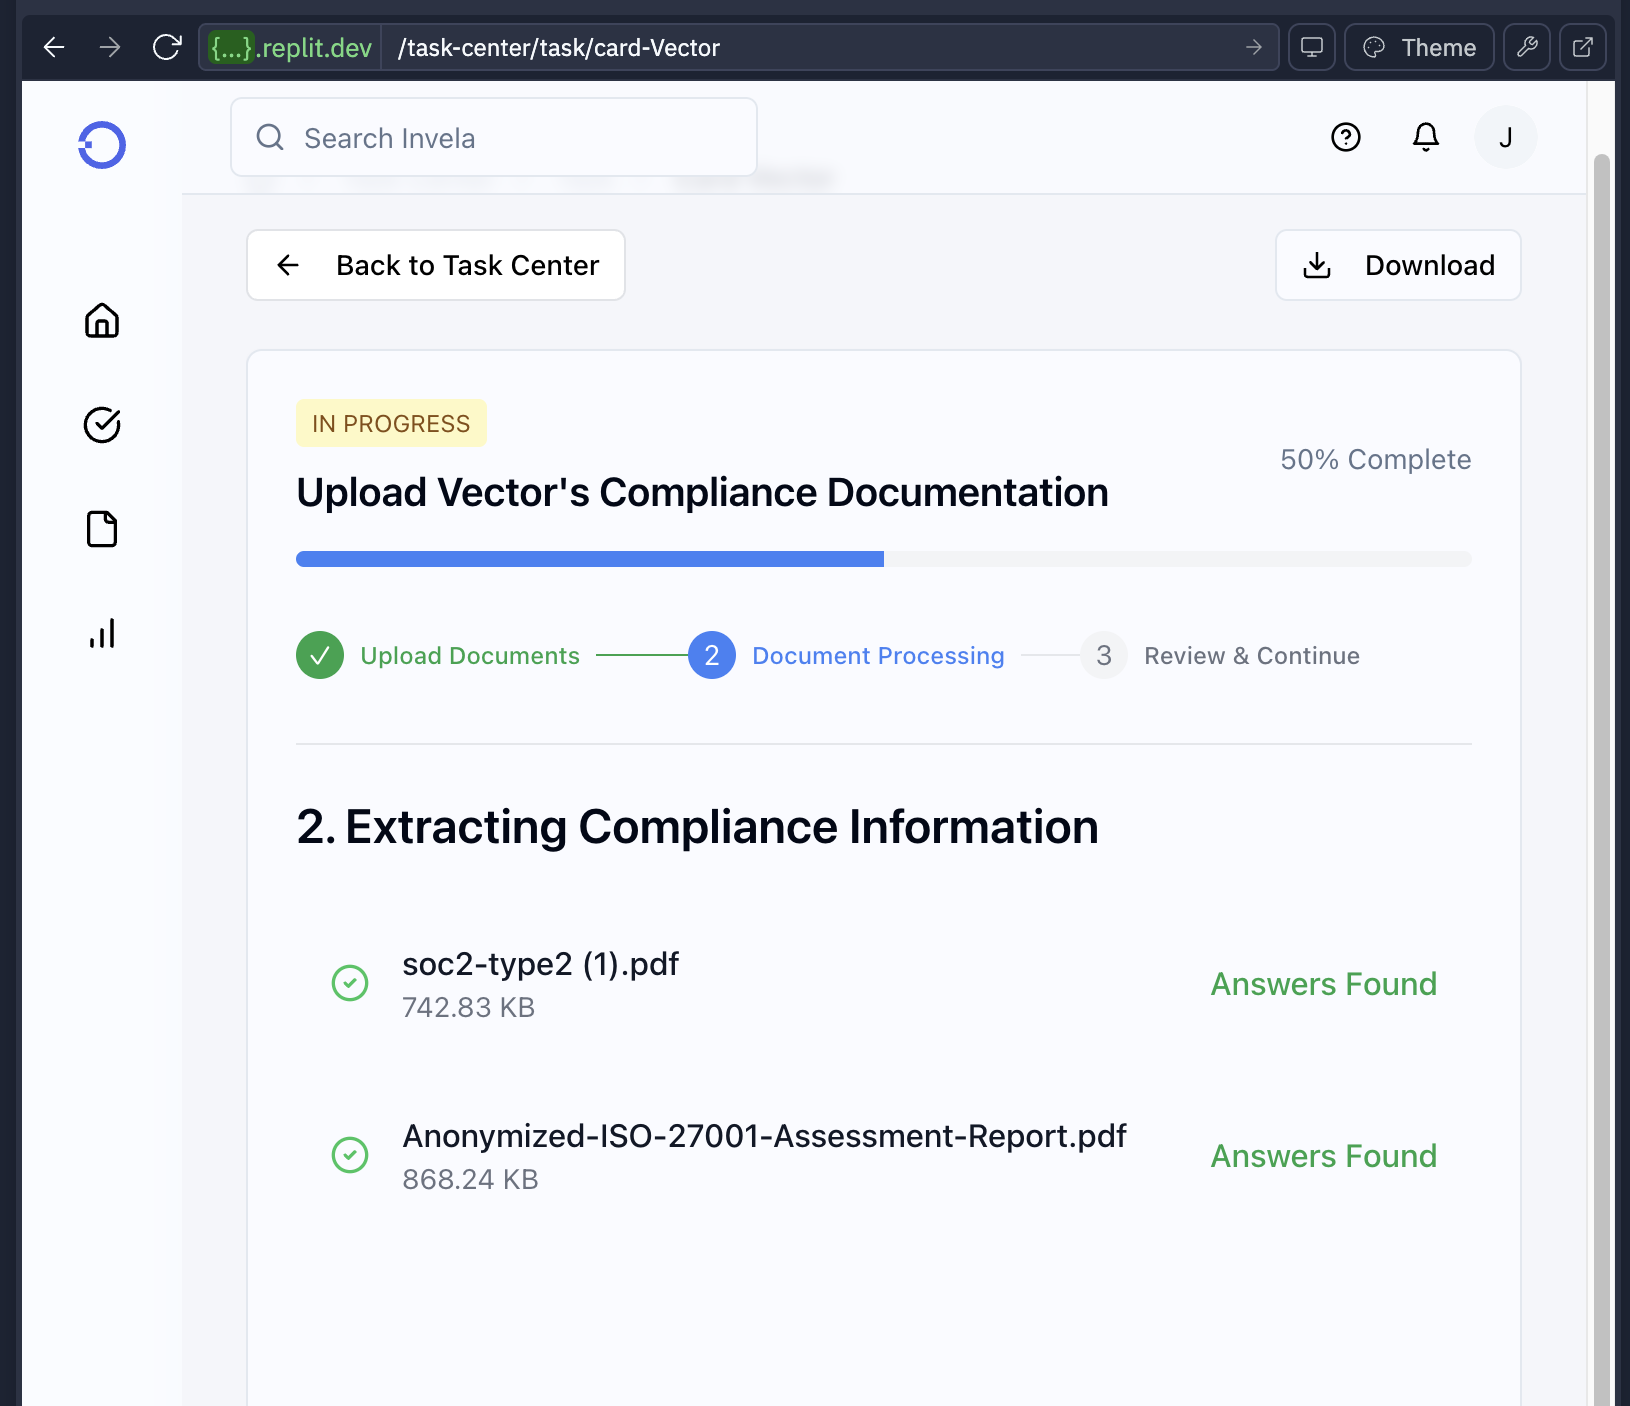 {...}.replit.dev /task-center/task/card-Vector
Theme
Search Invela
J
Back to Task Center
Download
IN PROGRESS
50% Complete
Upload Vector's Compliance Documentation
Upload Documents
2 Document Processing
3 Review & Continue
2. Extracting Compliance Information
soc2-type2 (1).pdf
742.83 KB
Answers Found
Anonymized-ISO-27001-Assessment-Report.pdf
868.24 KB
Answers Found